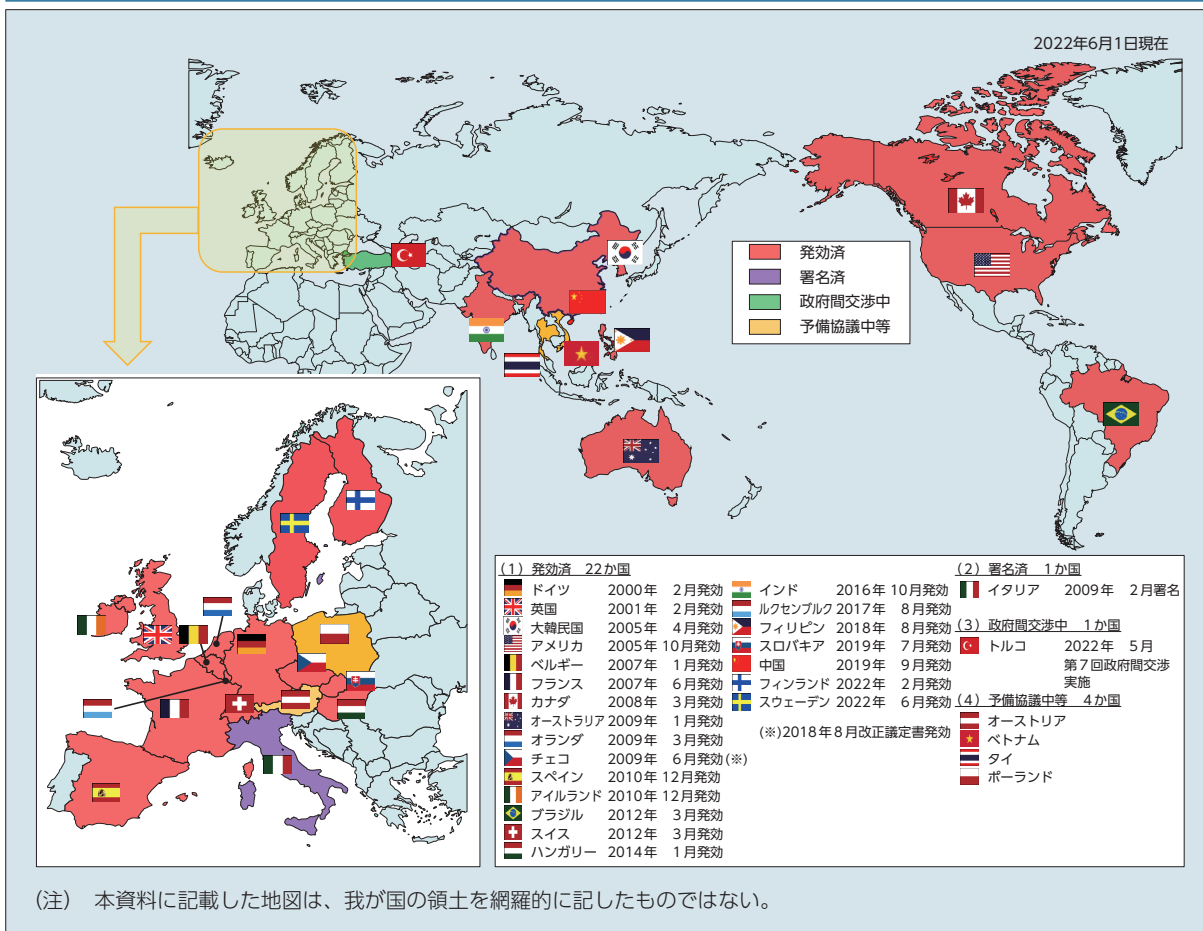 2022年6月1日現在
発効済
署名済
政府間交渉中
予備協議中等
(1) 発効済 22か国
ドイツ 2000年 2月発効
英国 2001年 2月発効
大韓民国 2005年 4月発効
アメリカ 2005年10月発効
ベルギー 2007年 1月発効
フランス 2007年 6月発効
カナダ 2008年 3月発効
オーストラリア 2009年 1月発効
オランダ 2009年 3月発効
チェコ 2009年 6月発効(※)
スペイン 2010年12月発効
アイルランド 2010年12月発効
ブラジル 2012年 3月発効
スイス 2012年 3月発効
ハンガリー 2014年 1月発効
インド 2016年10月発効
ルクセンブルク 2017年 8月発効
フィリピン 2018年 8月発効
スロバキア 2019年 7月発効
中国 2019年 9月発効
フィンランド 2022年 2月発効
スウェーデン 2022年 6月発効
(※)2018年8月改正議定書発効
(2) 署名済 1か国
イタリア 2009年 2月署名
(3) 政府間交渉中 1か国
トルコ 2022年 5月
第7回政府間交渉
実施
(4) 予備協議中等 4か国
オーストリア
ベトナム
タイ
ポーランド
(注) 本資料に記載した地図は、我が国の領土を網羅的に記したものではない。